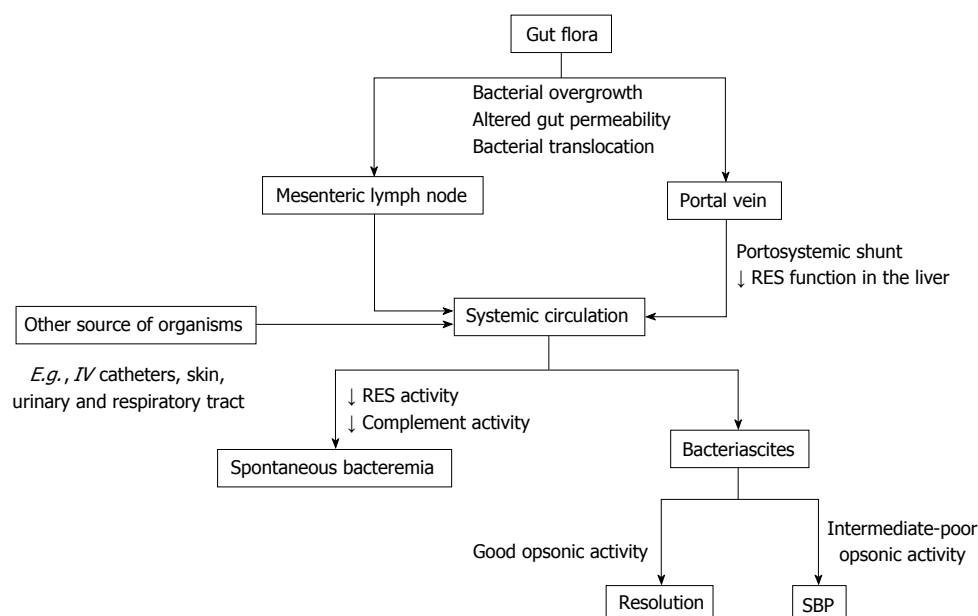 Gut flora
Bacterial overgrowth
Altered gut permeability
Bacterial translocation
Mesenteric lymph node
Portal vein
Portosystemic shunt
↓ RES function in the liver
Systemic circulation
Other source of organisms
E.g., IV catheters, skin,
urinary and respiratory tract
↓ RES activity
↓ Complement activity
Spontaneous bacteremia
Bacteriascites
Good opsonic activity
Intermediate-poor
opsonic activity
Resolution
SBP